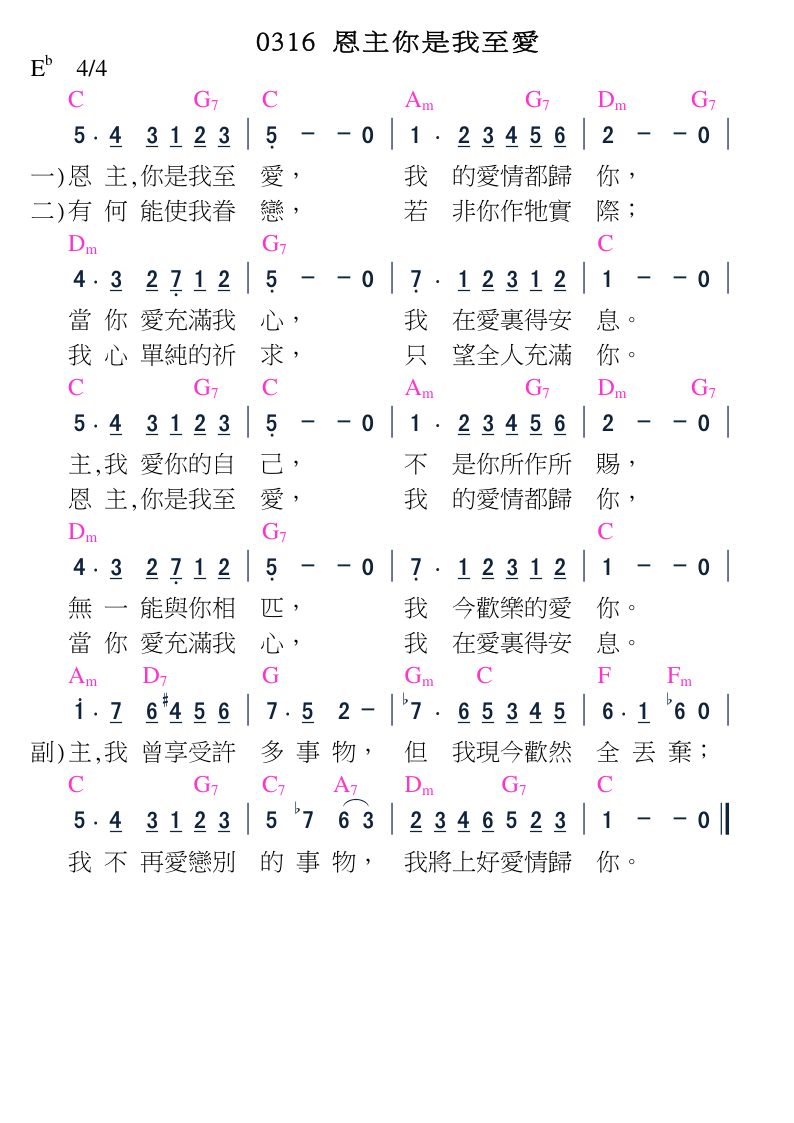 0316 恩主你是我至愛
E♭ 4/4
C G7 C Am G7 Dm G7
5 · 4 3 1 2 3 | 5 − − 0 | 1 · 2 3 4 5 6 | 2 − − 0 |
一)恩 主,你是我至 愛， 我 的愛情都歸 你，
二)有 何 能使我眷 戀， 若 非你作牠實 際；
Dm G7 C
4 · 3 2 7 1 2 | 5 − − 0 | 7 · 1 2 3 1 2 | 1 − − 0 |
當 你 愛充滿我 心， 我 在愛裏得安 息。
我 心 單純的祈 求， 只 望全人充滿 你。
C G7 C Am G7 Dm G7
5 · 4 3 1 2 3 | 5 − − 0 | 1 · 2 3 4 5 6 | 2 − − 0 |
主,我 愛你的自 己， 不 是你所作所 賜，
恩 主,你是我至 愛， 我 的愛情都歸 你，
Dm G7 C
4 · 3 2 7 1 2 | 5 − − 0 | 7 · 1 2 3 1 2 | 1 − − 0 |
無 一 能與你相 匹， 我 今歡樂的愛 你。
當 你 愛充滿我 心， 我 在愛裏得安 息。
Am D7 G Gm C F Fm
1 · 7 6 #4 5 6 | 7 · 5 2 − | ♭7 · 6 5 3 4 5 | 6 · 1 ♭6 0 |
副)主,我 曾享受許 多 事 物， 但 我現今歡然 全 丟 棄；
C G7 C7 A7 Dm G7 C
5 · 4 3 1 2 3 | 5 ♭7 6 3 | 2 3 4 6 5 2 3 | 1 − − 0 ‖
我 不 再愛戀別 的 事 物， 我將上好愛情歸 你。